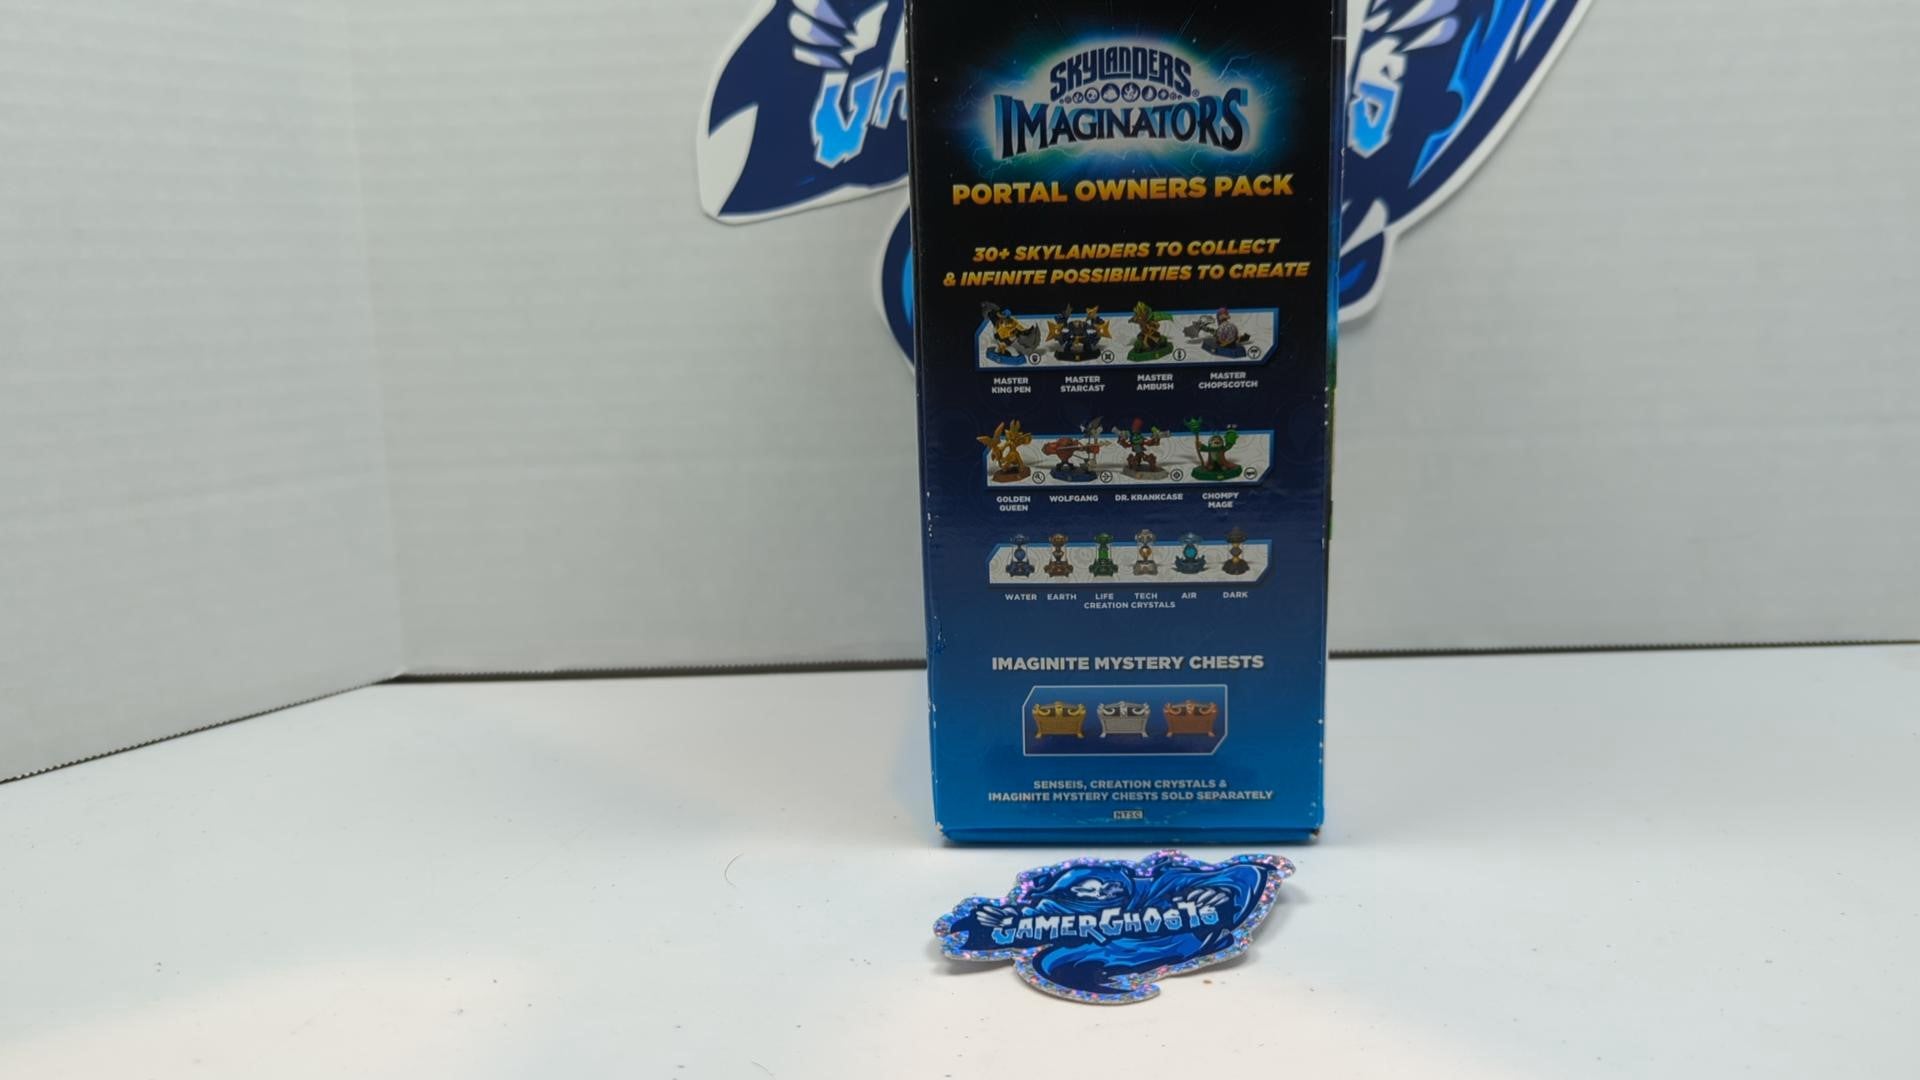 SKYLANDERS
IMAGINATORS
PORTAL OWNERS PACK
30+ SKYLANDERS TO COLLECT
& INFINITE POSSIBILITIES TO CREATE
MASTER KING PEN
MASTER STARCAST
MASTER AMBUSH
MASTER CHOPSCOTCH
GOLDEN QUEEN
WOLFGANG
DR. KRANKCASE
CHOMPY MAGE
WATER EARTH LIFE TECH AIR DARK
CREATION CRYSTALS
IMAGINITE MYSTERY CHESTS
SENSEIS, CREATION CRYSTALS &
IMAGINITE MYSTERY CHESTS SOLD SEPARATELY
NTSC
GAMERGHOSTS